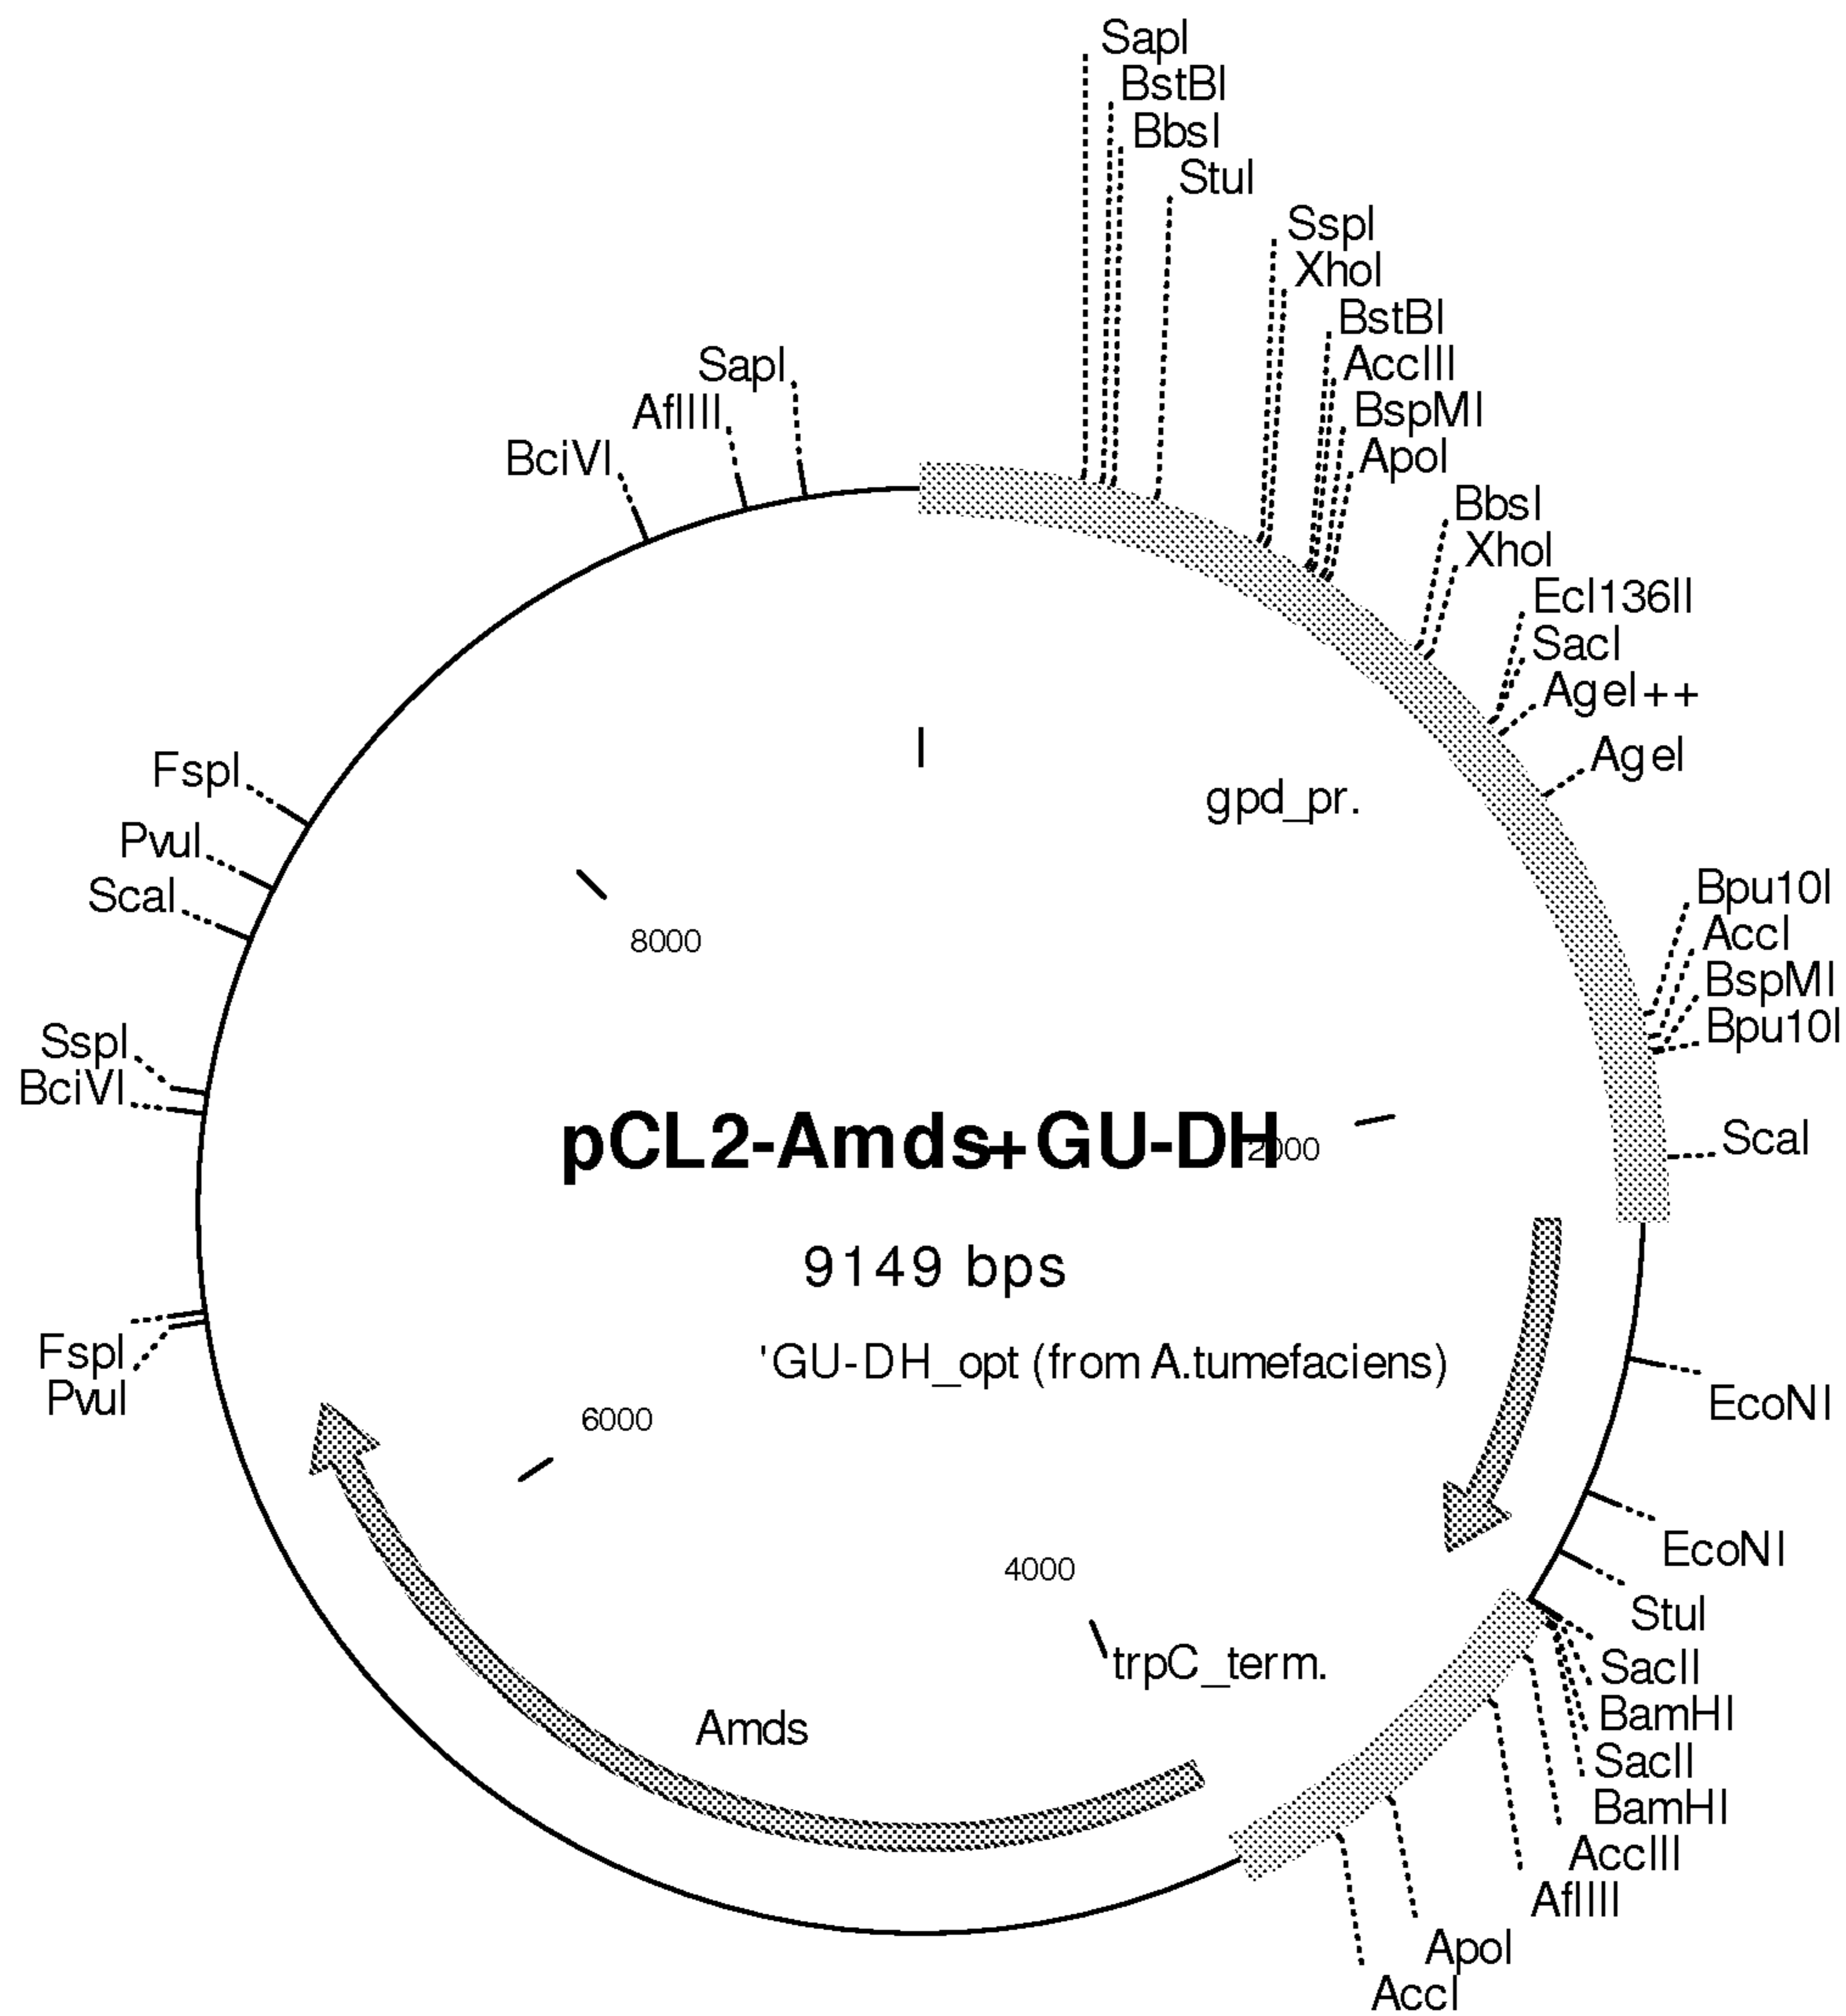 SapI
BstBI
BbsI
StuI
SspI
XhoI
BstBI
AccIII
BspMI
ApoI
SapI
AflIII
BciVI
BbsI
XhoI
Ecl136II
SacI
AgeI++
AgeI
FspI
PvuI
ScaI
gpd_pr.
8000
Bpu10I
AccI
BspMI
Bpu10I
SspI
BciVI
pCL2-Amds+GU-DH
2000
ScaI
9149 bps
FspI
PvuI
'GU-DH_opt (from A.tumefaciens)
EcoNI
6000
EcoNI
4000
StuI
trpC_term.
SacII
Amds
BamHI
SacII
BamHI
AccIII
AflIII
ApoI
AccI